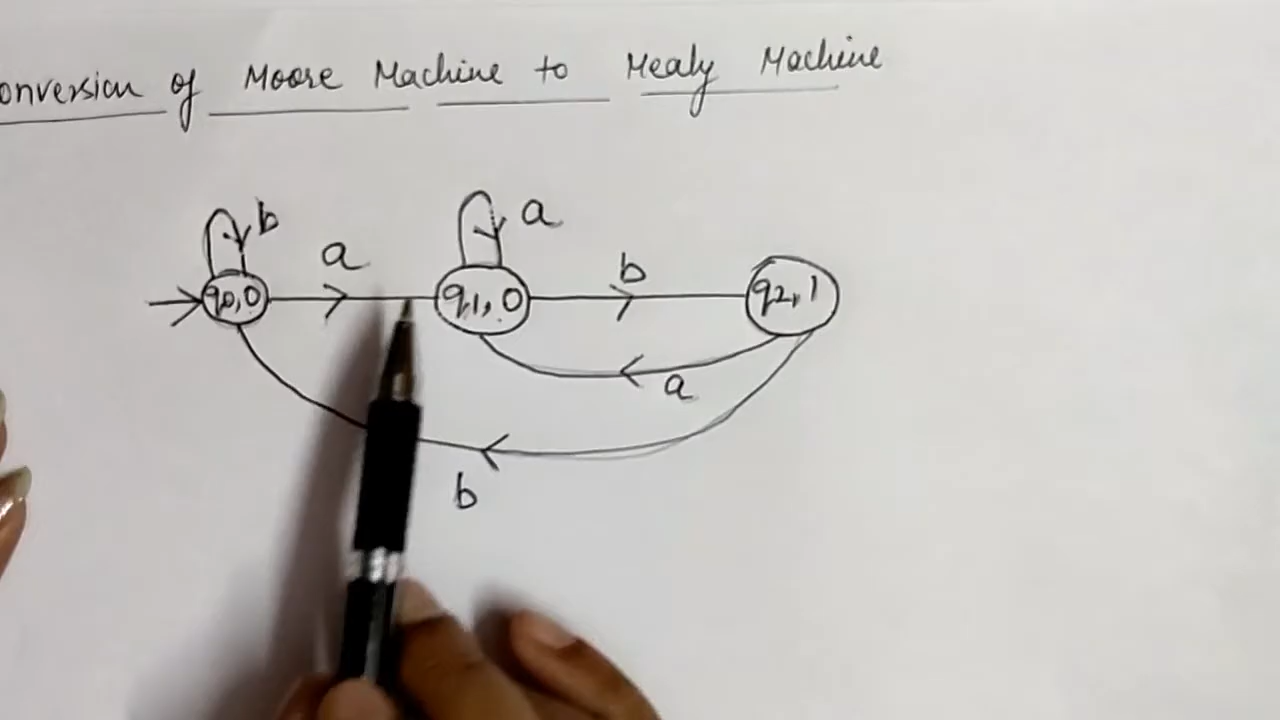 onversion of Moore Machine to Mealy Machine
b
a
a
b
q0,0
q1,0
q2,1
a
b